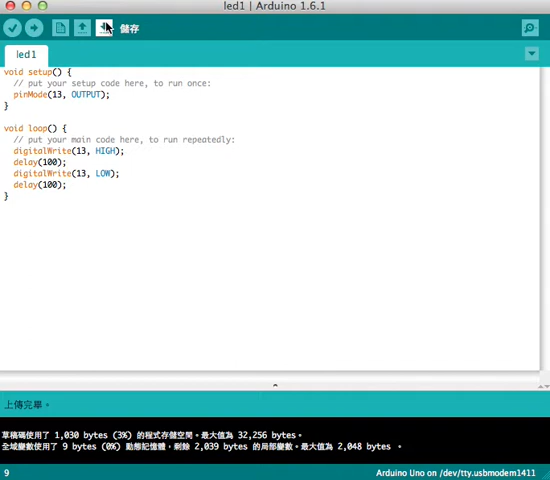 led1 | Arduino 1.6.1
儲存
led1
void setup() {
  // put your setup code here, to run once:
  pinMode(13, OUTPUT);
}
void loop() {
  // put your main code here, to run repeatedly:
  digitalWrite(13, HIGH);
  delay(100);
  digitalWrite(13, LOW);
  delay(100);
}
上傳完畢。
草稿碼使用了 1,030 bytes (3%) 的程式存儲空間。最大值為 32,256 bytes。
全域變數使用了 9 bytes (0%) 動態記憶體，剩餘 2,039 bytes 的局部變數。最大值為 2,048 bytes 。
9
Arduino Uno on /dev/tty.usbmodem1411